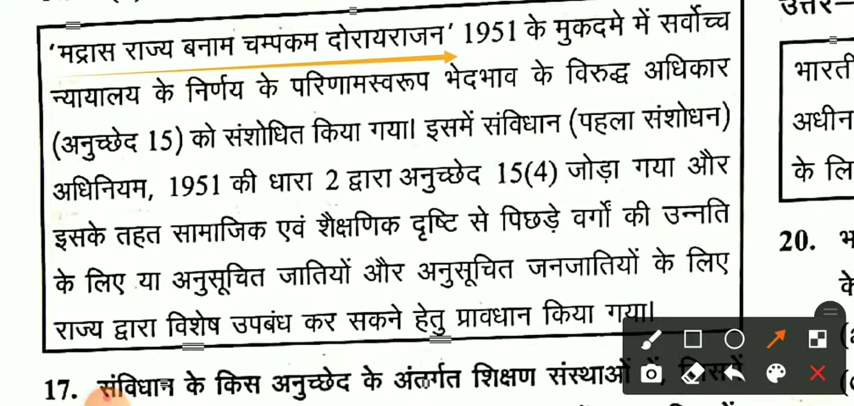 'मद्रास राज्य बनाम चम्पकम दोरायराजन' 1951 के मुकदमे में सर्वोच्च
न्यायालय के निर्णय के परिणामस्वरूप भेदभाव के विरुद्ध अधिकार
(अनुच्छेद 15) को संशोधित किया गया। इसमें संविधान (पहला संशोधन)
अधिनियम, 1951 की धारा 2 द्वारा अनुच्छेद 15(4) जोड़ा गया और
इसके तहत सामाजिक एवं शैक्षणिक दृष्टि से पिछड़े वर्गों की उन्नति
के लिए या अनुसूचित जातियों और अनुसूचित जनजातियों के लिए
राज्य द्वारा विशेष उपबंध कर सकने हेतु प्रावधान किया गया।
17. संविधान के किस अनुच्छेद के अंतर्गत शिक्षण संस्थाओं में, जिसमें
उत्तर—
भारती
अधीन
के लि
20. भ
के